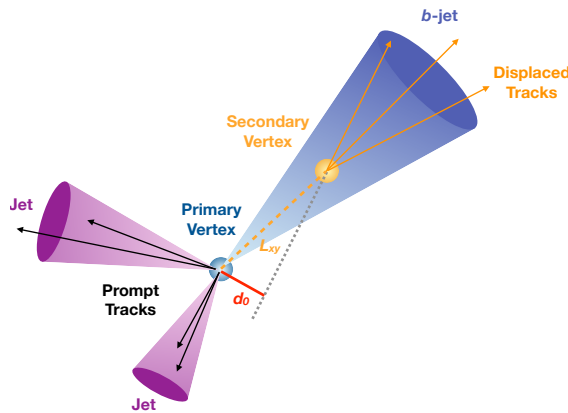 b-jet
Displaced
Tracks
Secondary
Vertex
Jet
Primary
Vertex
Lxy
Prompt
Tracks
d0
Jet